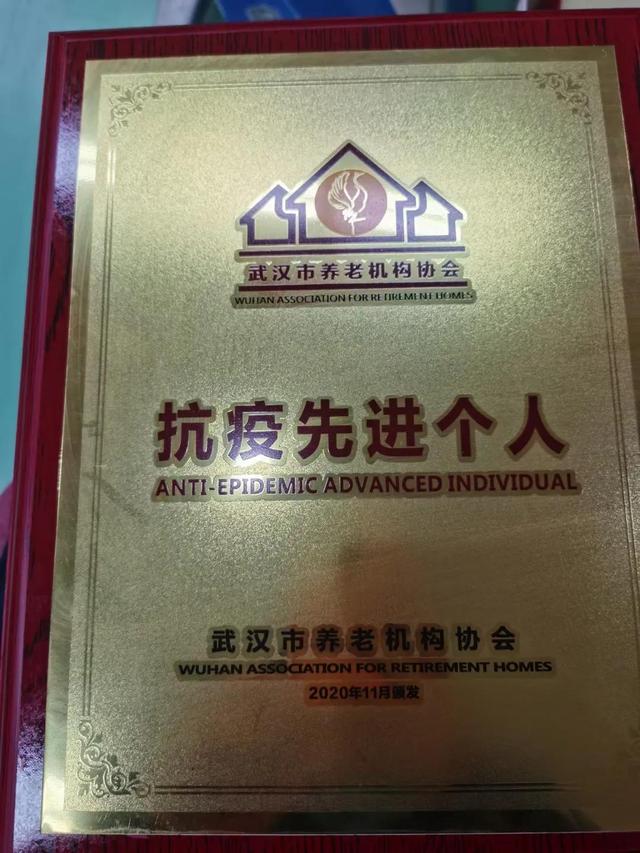 武汉市养老机构协会
WUHAN ASSOCIATION FOR RETIREMENT HOMES
抗疫先进个人
ANTI-EPIDEMIC ADVANCED INDIVIDUAL
武汉市养老机构协会
WUHAN ASSOCIATION FOR RETIREMENT HOMES
2020年11月颁发